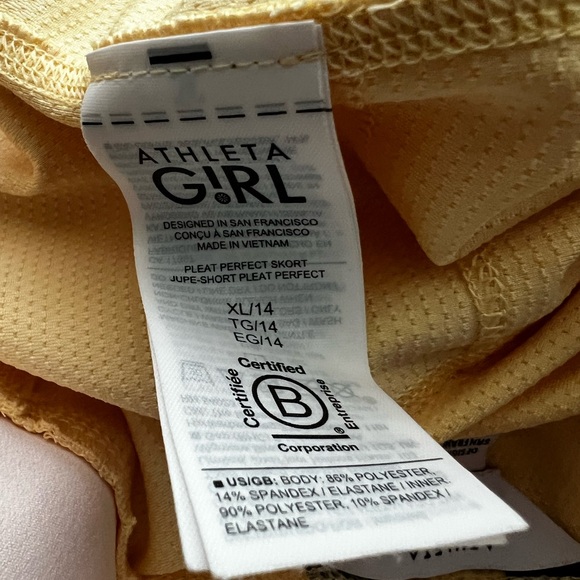 ATHLETA
G!RL
DESIGNED IN SAN FRANCISCO
CONÇU À SAN FRANCISCO
MADE IN VIETNAM
PLEAT PERFECT SKORT
JUPE-SHORT PLEAT PERFECT
XL/14
TG/14
EG/14
Certified
Certifiée
B
Entreprise
®
Corporation
■ US/GB: BODY: 86% POLYESTER,
14% SPANDEX / ELASTANE / INNER:
90% POLYESTER, 10% SPANDEX /
ELASTANE
ATHLETA